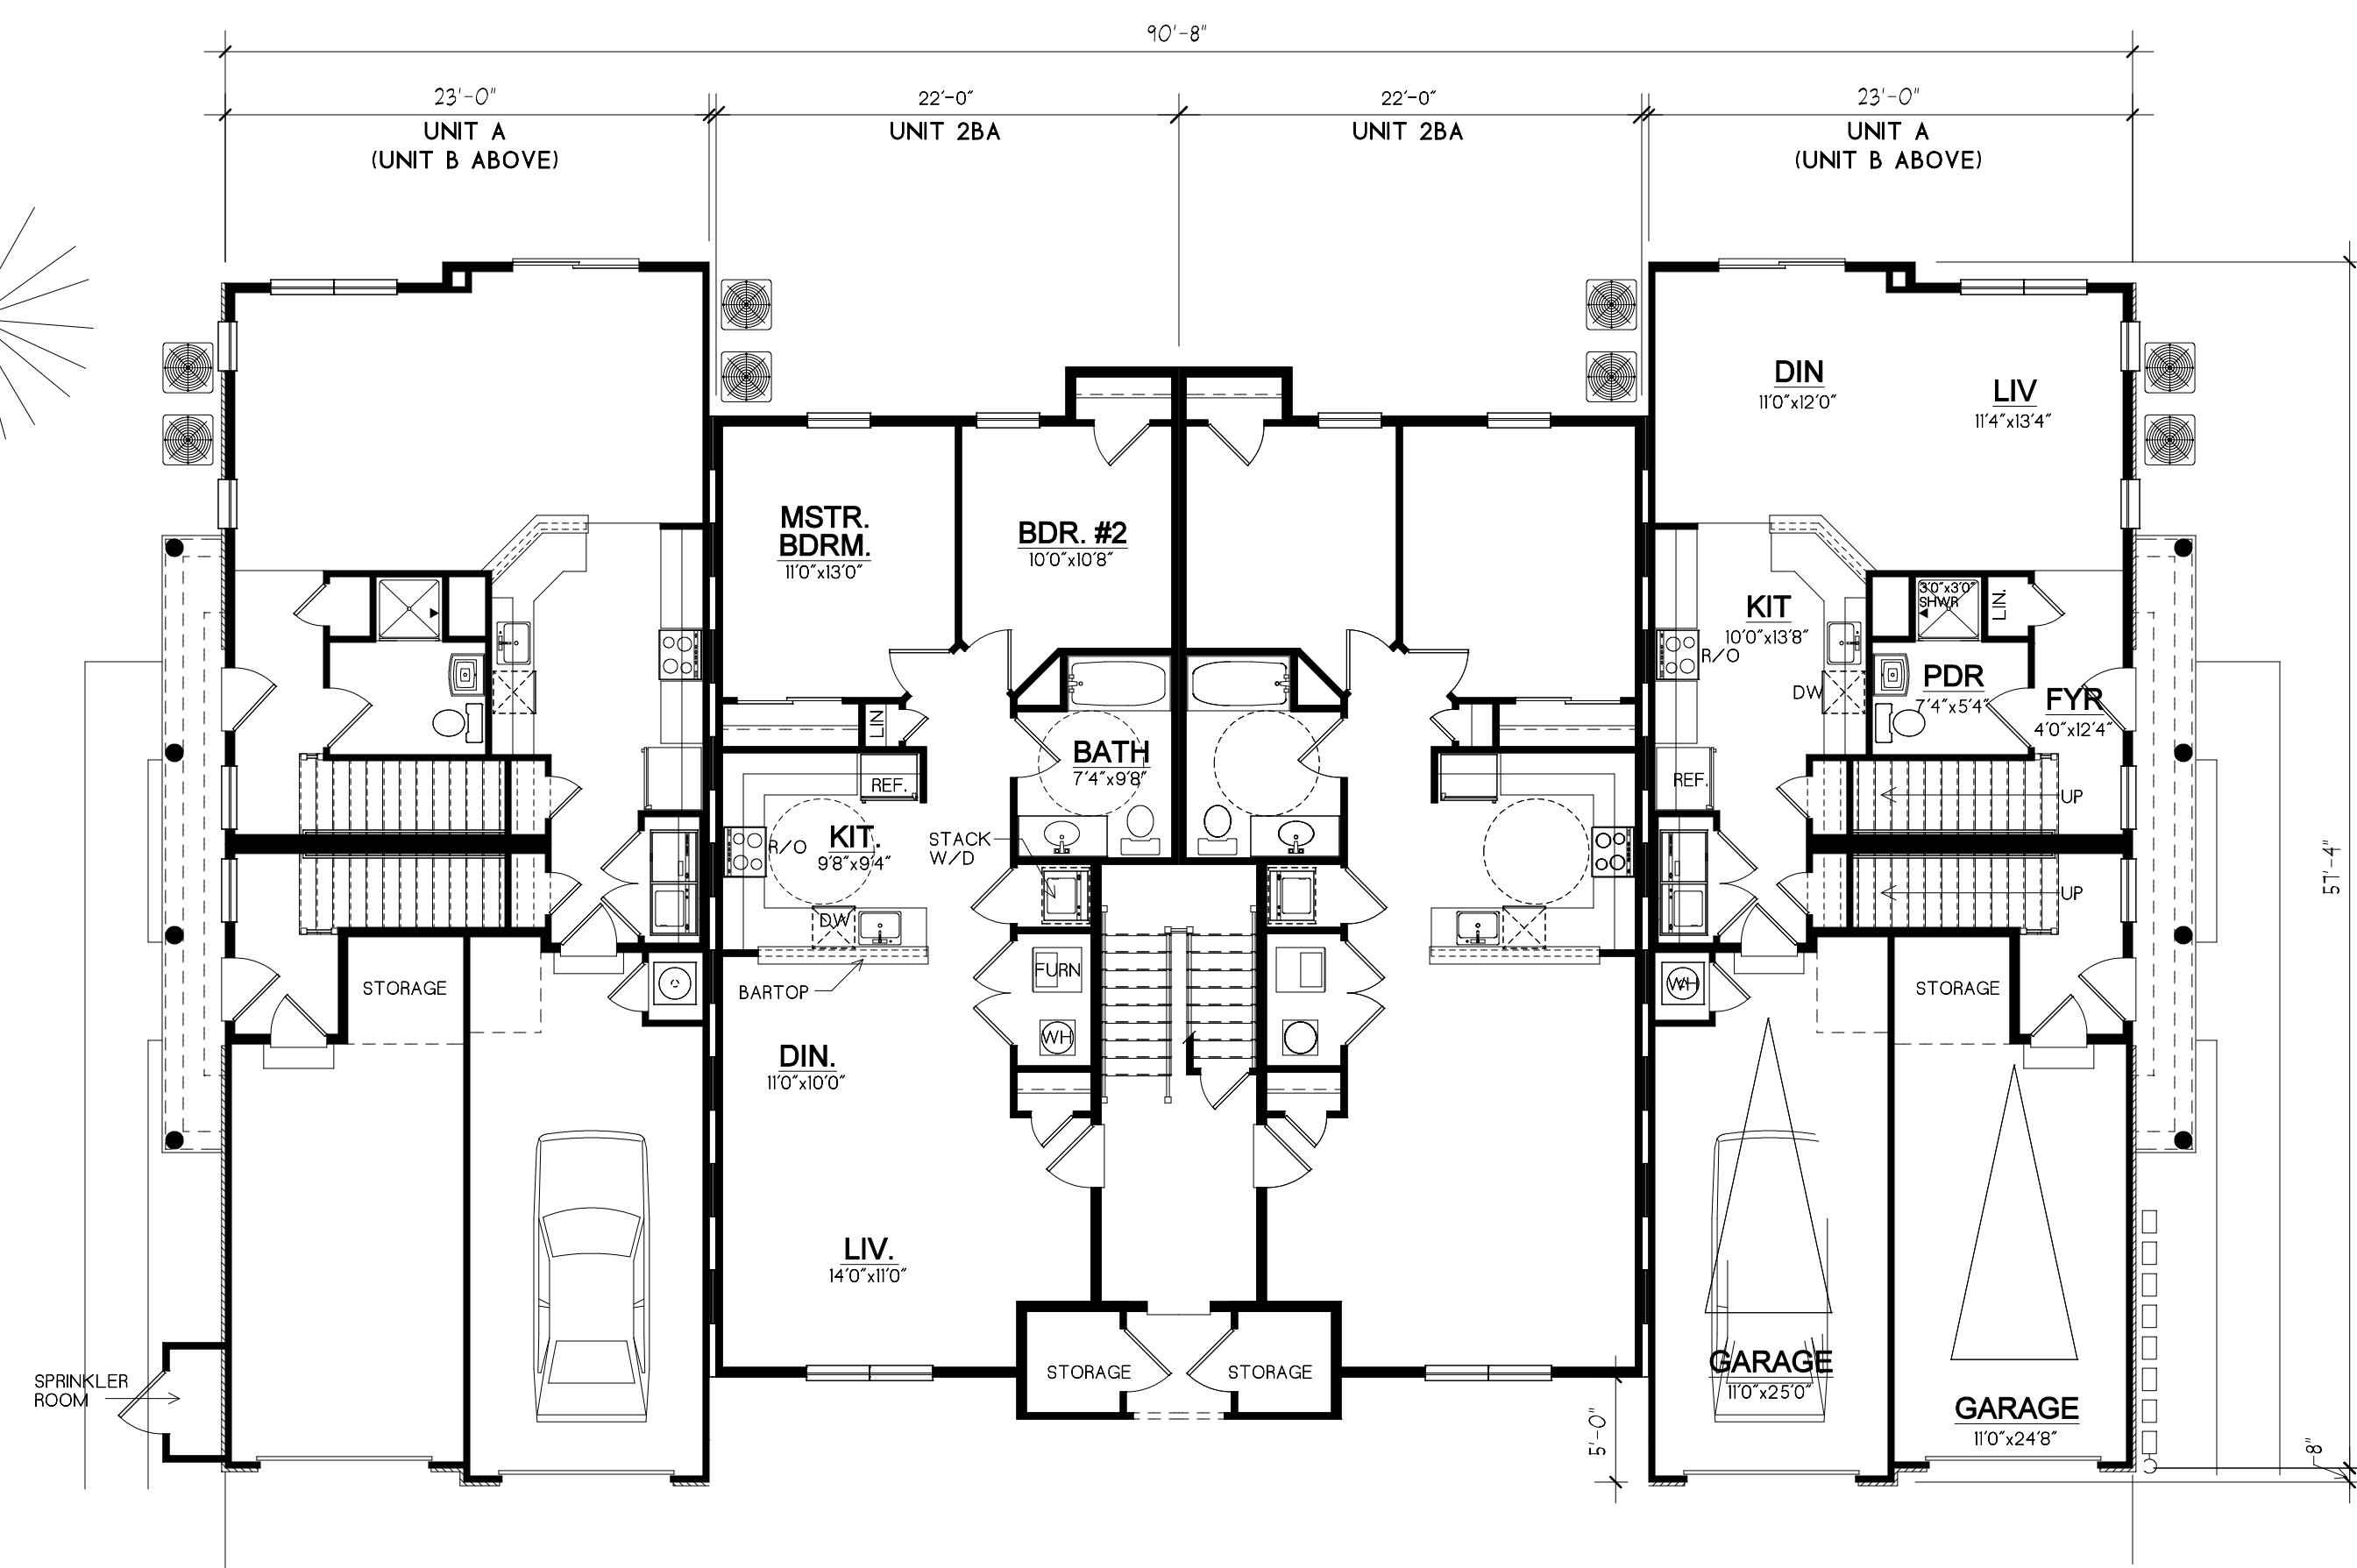 90'-8"
23'-0"
22'-0"
22'-0"
23'-0"
UNIT A
(UNIT B ABOVE)
UNIT 2BA
UNIT 2BA
UNIT A
(UNIT B ABOVE)
DIN
11'0"x12'0"
LIV
11'4"x13'4"
MSTR.
BDRM.
11'0"x13'0"
BDR. #2
10'0"x10'8"
KIT
10'0"x13'8"
R/O
DW
3'0"x3'0"
SHWR
LIN.
PDR
7'4"x5'4"
FYR
4'0"x12'4"
LIN
BATH
7'4"x9'8"
REF.
REF.
UP
STACK
W/D
KIT.
9'8"x9'4"
R/O
DW
UP
57'-4"
FURN
BARTOP
STORAGE
WH
STORAGE
WH
DIN.
11'0"x10'0"
LIV.
14'0"x11'0"
STORAGE
STORAGE
SPRINKLER
ROOM
GARAGE
11'0"x25'0"
GARAGE
11'0"x24'8"
5'-0"
8"